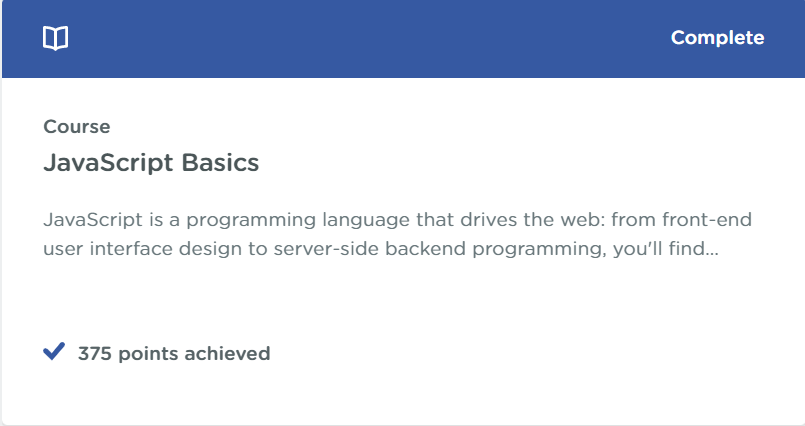 Complete
Course
JavaScript Basics
JavaScript is a programming language that drives the web: from front-end
user interface design to server-side backend programming, you'll find...
375 points achieved